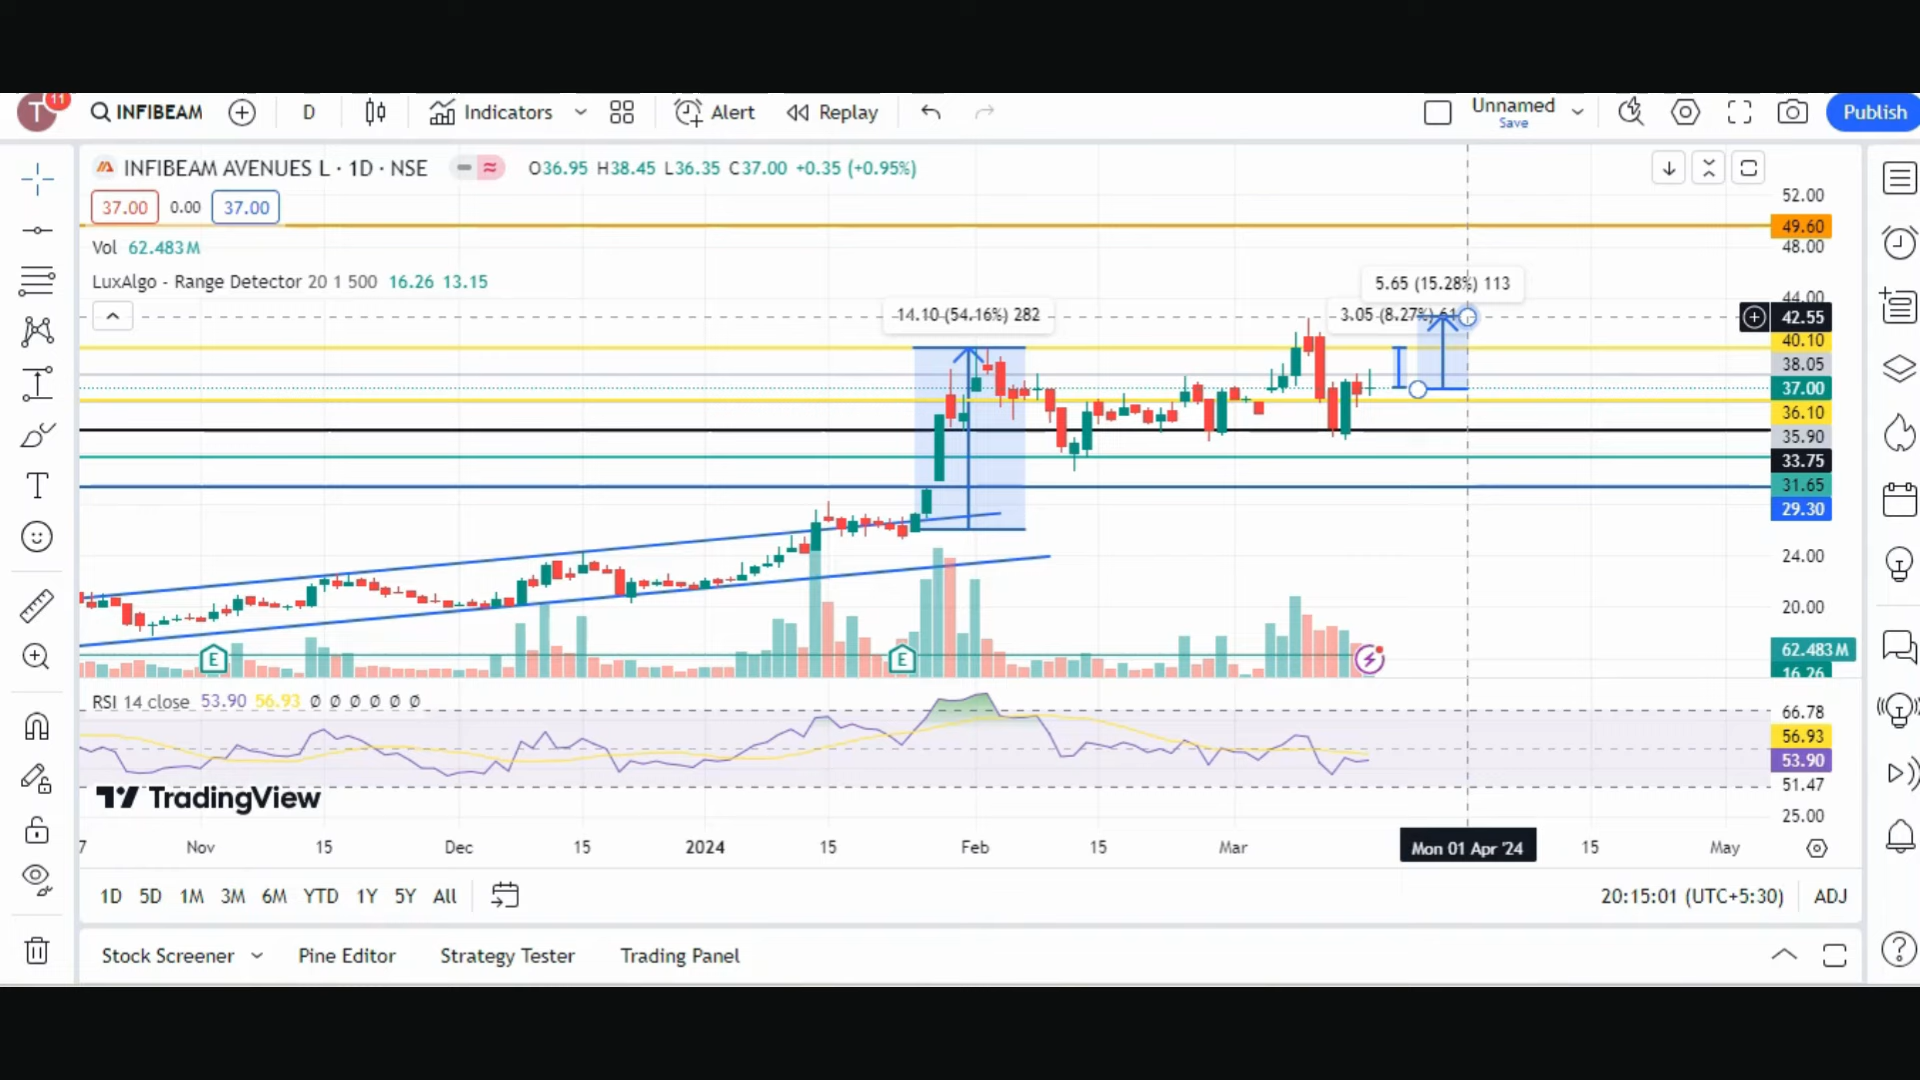 T 11 INFIBEAM D Indicators Alert Replay Unnamed Save Publish
INFIBEAM AVENUES L · 1D · NSE O36.95 H38.45 L36.35 C37.00 +0.35 (+0.95%)
37.00 0.00 37.00
Vol 62.483M
LuxAlgo - Range Detector 20 1 500 16.26 13.15
52.00
49.60
48.00
5.65 (15.28%) 113
44.00
14.10 (54.16%) 282
3.05 (8.27%) 61
42.55
40.10
38.05
37.00
36.10
35.90
33.75
31.65
29.30
24.00
20.00
E E
62.483M
16.26
RSI 14 close 53.90 56.93 Ø Ø Ø Ø Ø Ø
66.78
56.93
53.90
51.47
25.00
TradingView
7 Nov 15 Dec 15 2024 15 Feb 15 Mar Mon 01 Apr '24 15 May
1D 5D 1M 3M 6M YTD 1Y 5Y All 20:15:01 (UTC+5:30) ADJ
Stock Screener Pine Editor Strategy Tester Trading Panel